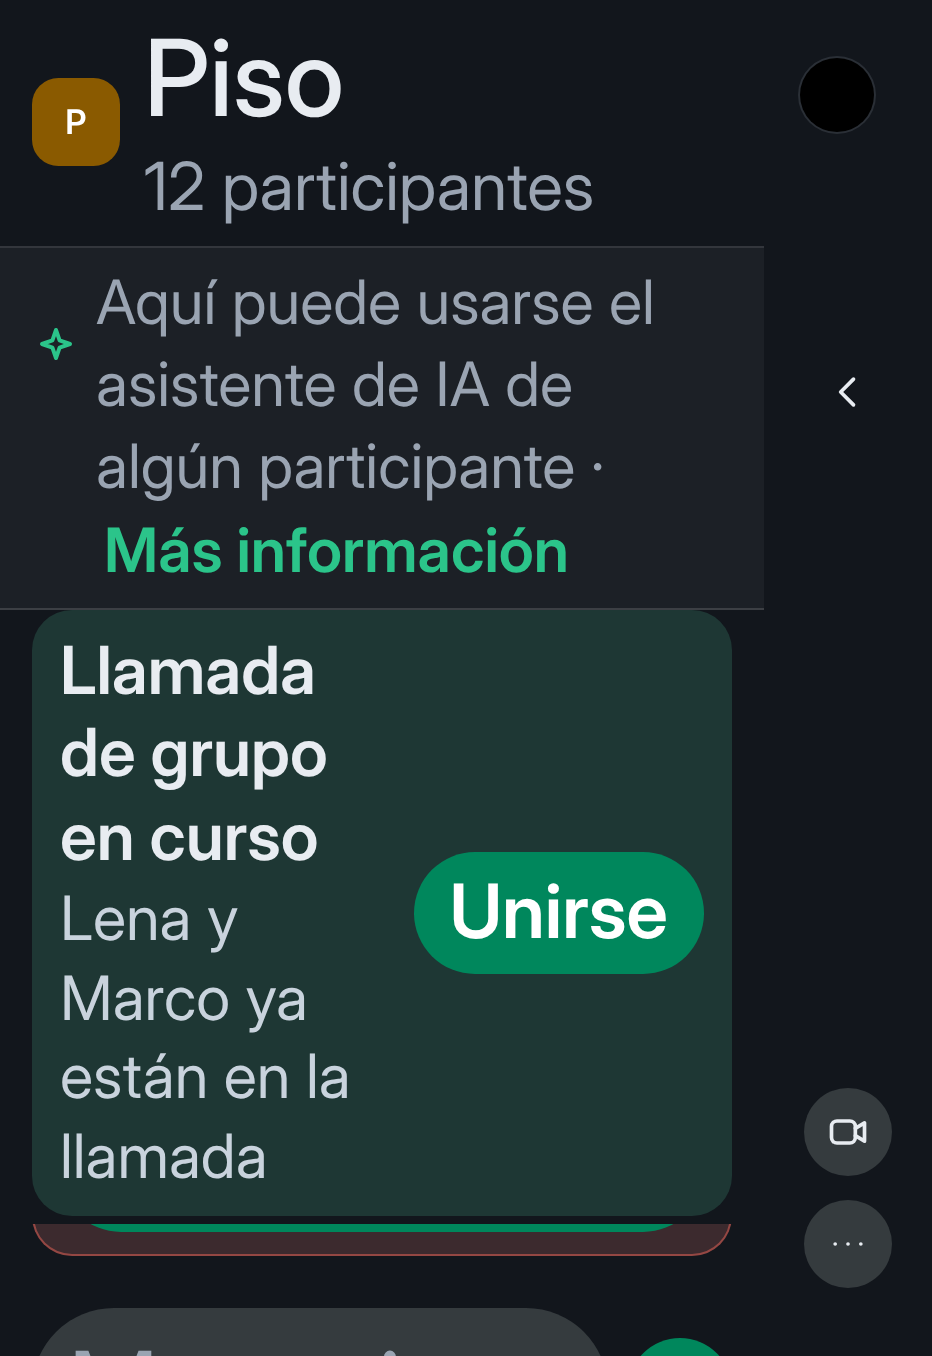 P
Piso
12 participantes
Aquí puede usarse el
asistente de IA de
algún participante ·
Más información
Llamada
de grupo
en curso
Lena y
Marco ya
están en la
llamada
Unirse